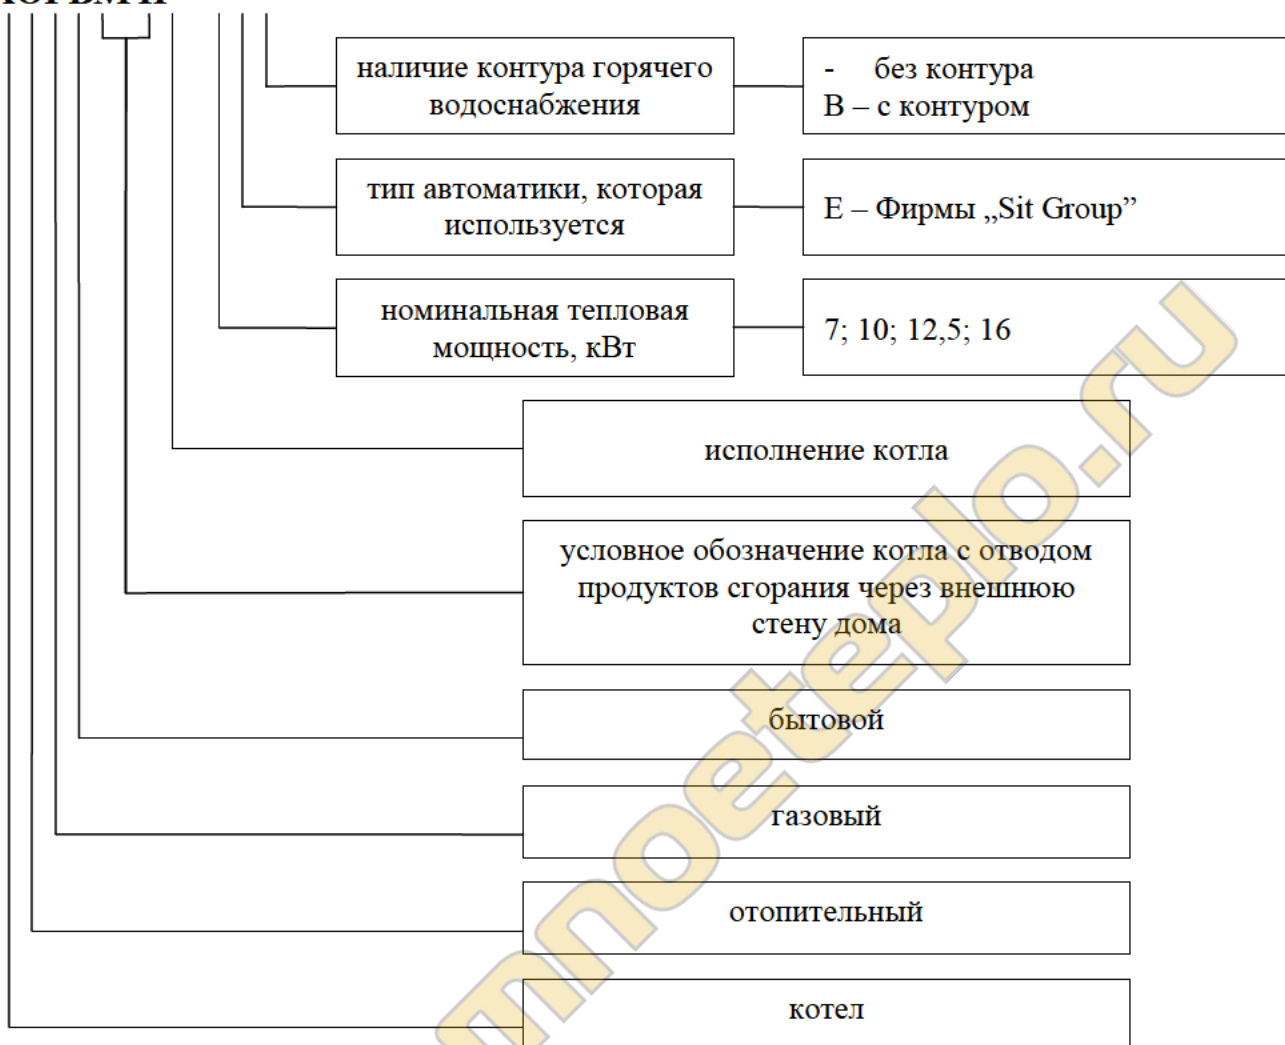 наличие контура горячего
водоснабжения
- без контура
В – с контуром
тип автоматики, которая
используется
Е – Фирмы „Sit Group”
номинальная тепловая
мощность, кВт
7; 10; 12,5; 16
исполнение котла
условное обозначение котла с отводом
продуктов сгорания через внешнюю
стену дома
бытовой
газовый
отопительный
котел
mnoeteplo.ru